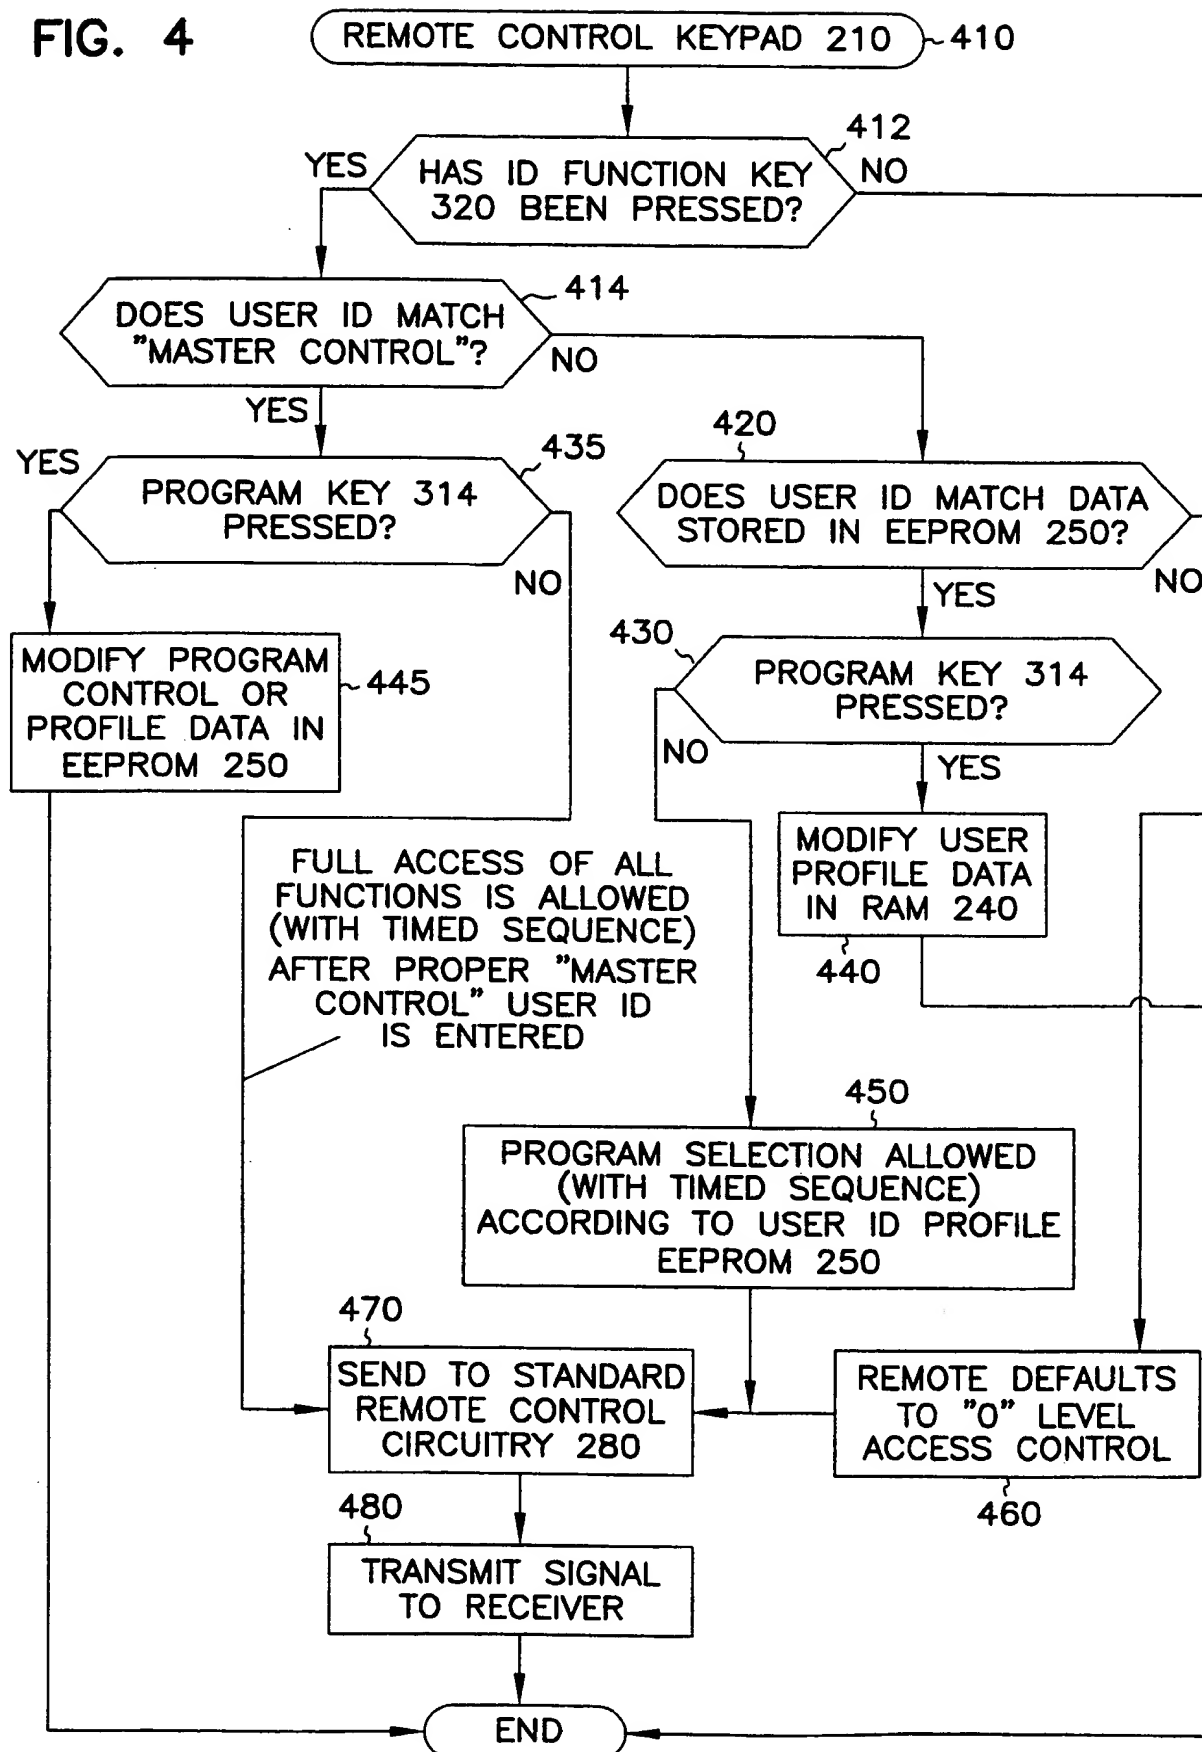 FIG. 4
REMOTE CONTROL KEYPAD 210
410
412
YES
HAS ID FUNCTION KEY
320 BEEN PRESSED?
NO
414
DOES USER ID MATCH
"MASTER CONTROL"?
NO
YES
420
YES
435
PROGRAM KEY 314
PRESSED?
NO
DOES USER ID MATCH DATA
STORED IN EEPROM 250?
NO
YES
430
PROGRAM KEY 314
PRESSED?
NO
YES
MODIFY PROGRAM
CONTROL OR
PROFILE DATA IN
EEPROM 250
445
MODIFY USER
PROFILE DATA
IN RAM 240
440
FULL ACCESS OF ALL
FUNCTIONS IS ALLOWED
(WITH TIMED SEQUENCE)
AFTER PROPER "MASTER
CONTROL" USER ID
IS ENTERED
450
PROGRAM SELECTION ALLOWED
(WITH TIMED SEQUENCE)
ACCORDING TO USER ID PROFILE
EEPROM 250
470
SEND TO STANDARD
REMOTE CONTROL
CIRCUITRY 280
REMOTE DEFAULTS
TO "0" LEVEL
ACCESS CONTROL
460
480
TRANSMIT SIGNAL
TO RECEIVER
END